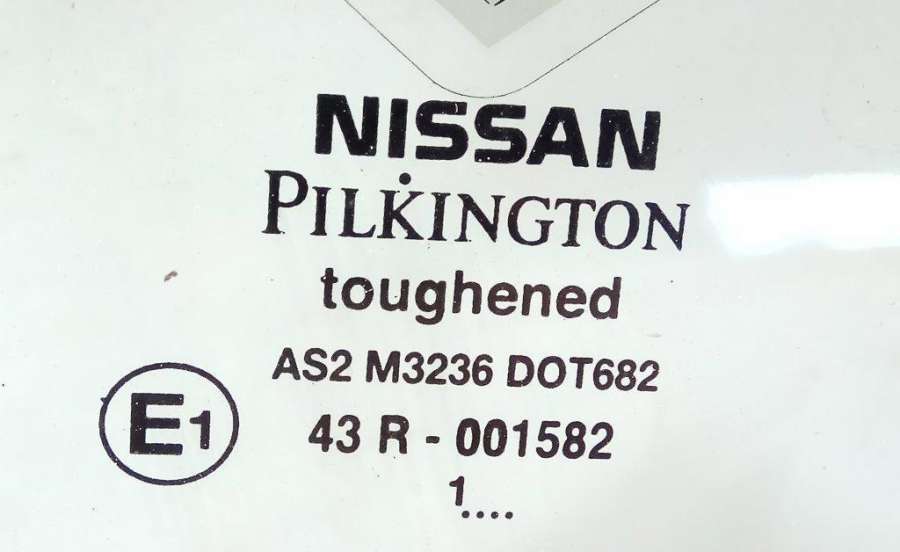 NISSAN
PILKINGTON
toughened
AS2 M3236 DOT682
E1 43 R - 001582
1....